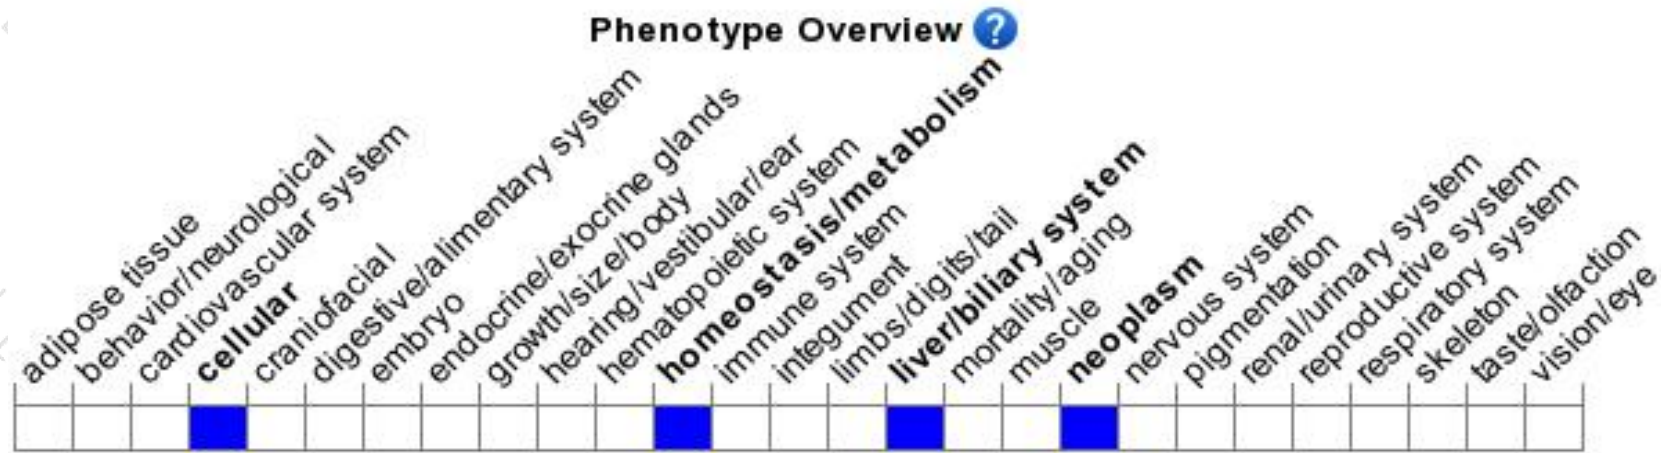 Phenotype Overview ?
adipose tissue
behavior/neurological
cardiovascular system
cellular
craniofacial
digestive/alimentary system
embryo
endocrine/exocrine glands
growth/size/body
hearing/vestibular/ear
hematopoietic system
homeostasis/metabolism
immune system
integument
limbs/digits/tail
liver/biliary system
mortality/aging
muscle
neoplasm
nervous system
pigmentation
renal/urinary system
reproductive system
respiratory system
skeleton
taste/olfaction
vision/eye